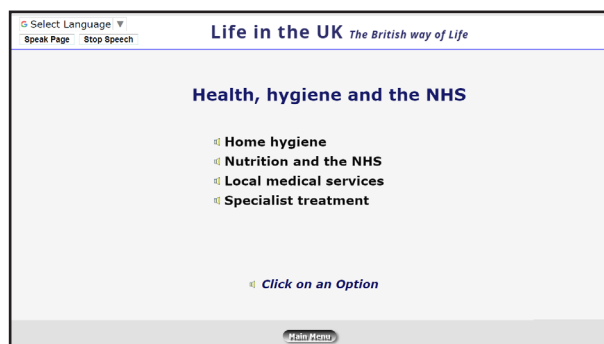 G Select Language ▼
Speak Page Stop Speech
Life in the UK The British way of Life
Health, hygiene and the NHS
Home hygiene
Nutrition and the NHS
Local medical services
Specialist treatment
Click on an Option
Main Menu